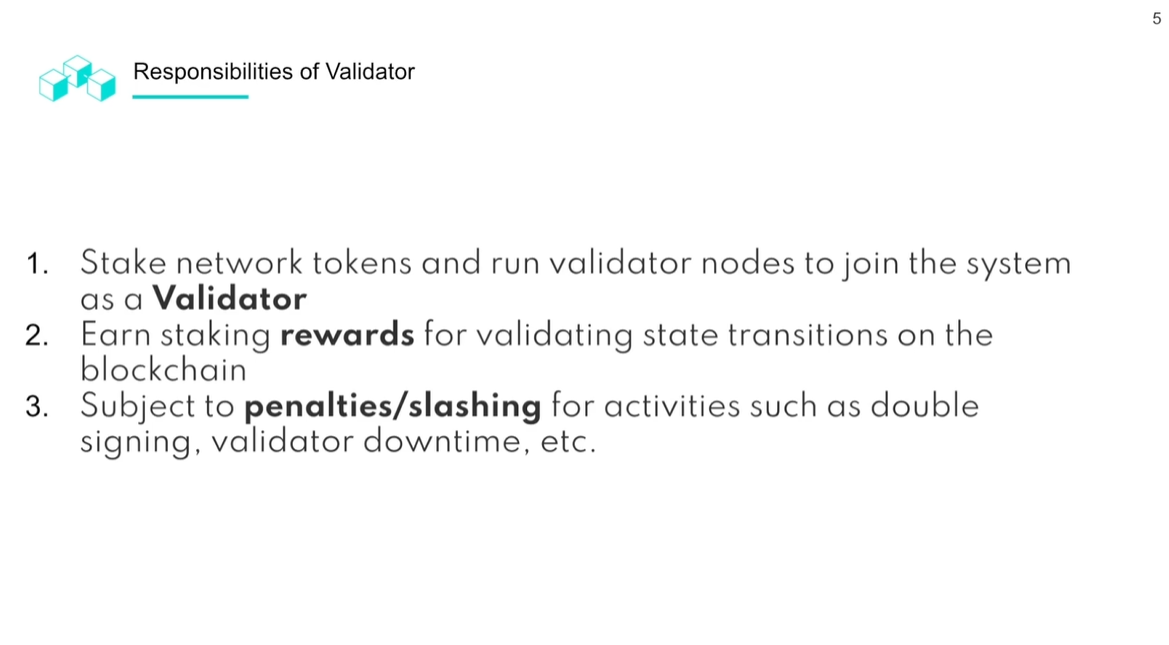 5
Responsibilities of Validator
1. Stake network tokens and run validator nodes to join the system
as a Validator
2. Earn staking rewards for validating state transitions on the
blockchain
3. Subject to penalties/slashing for activities such as double
signing, validator downtime, etc.